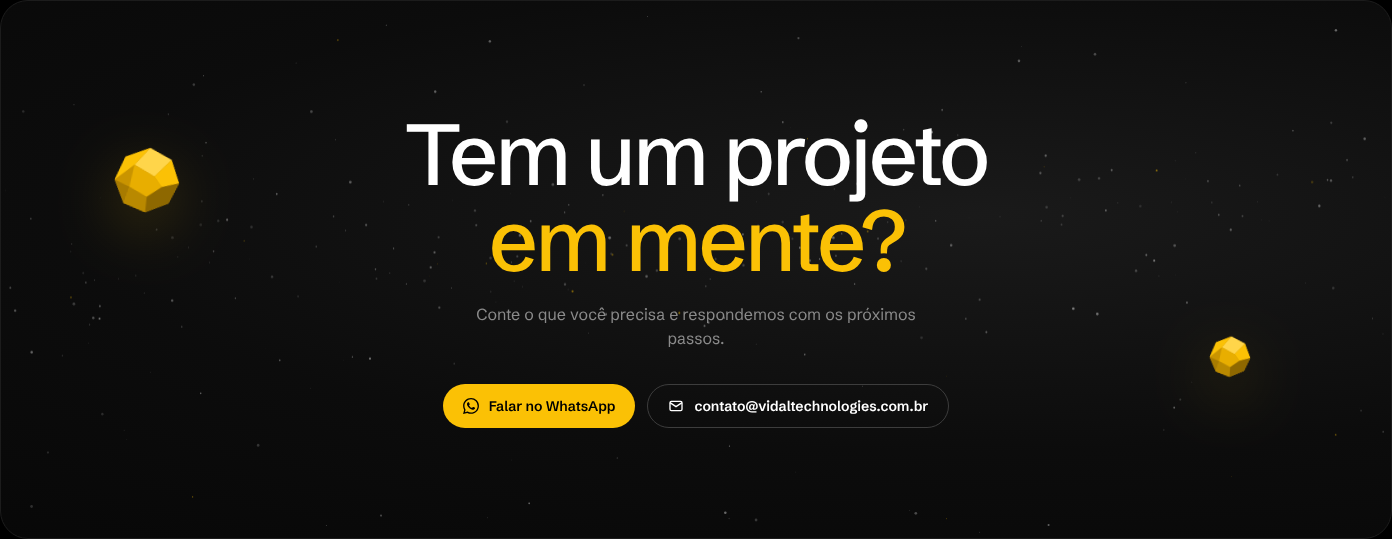 Tem um projeto
em mente?
Conte o que você precisa e respondemos com os próximos
passos.
Falar no WhatsApp
contato@vidaltechnologies.com.br